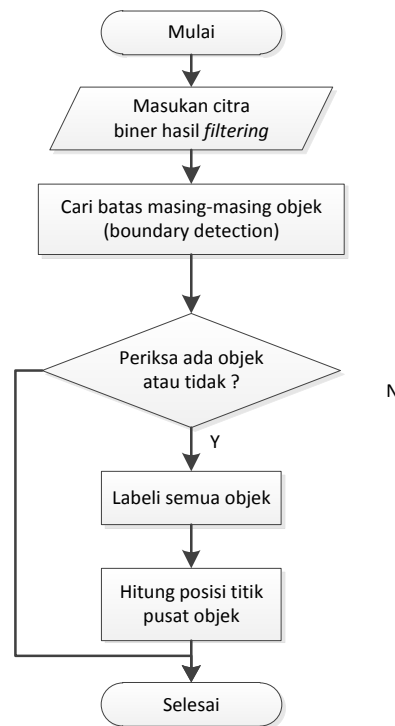 Mulai
Masukan citra
biner hasil filtering
Cari batas masing-masing objek
(boundary detection)
Periksa ada objek
atau tidak ?
N
Y
Labeli semua objek
Hitung posisi titik
pusat objek
Selesai